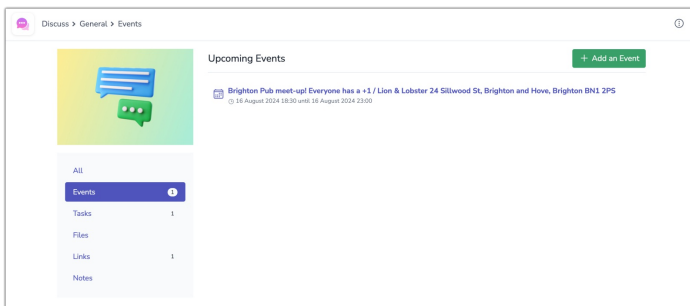 Discuss > General > Events
Upcoming Events
+ Add an Event
Brighton Pub meet-up! Everyone has a +1 / Lion & Lobster 24 Sillwood St, Brighton and Hove, Brighton BN1 2PS
16 August 2024 18:30 until 16 August 2024 23:00
All
Events 1
Tasks 1
Files
Links 1
Notes